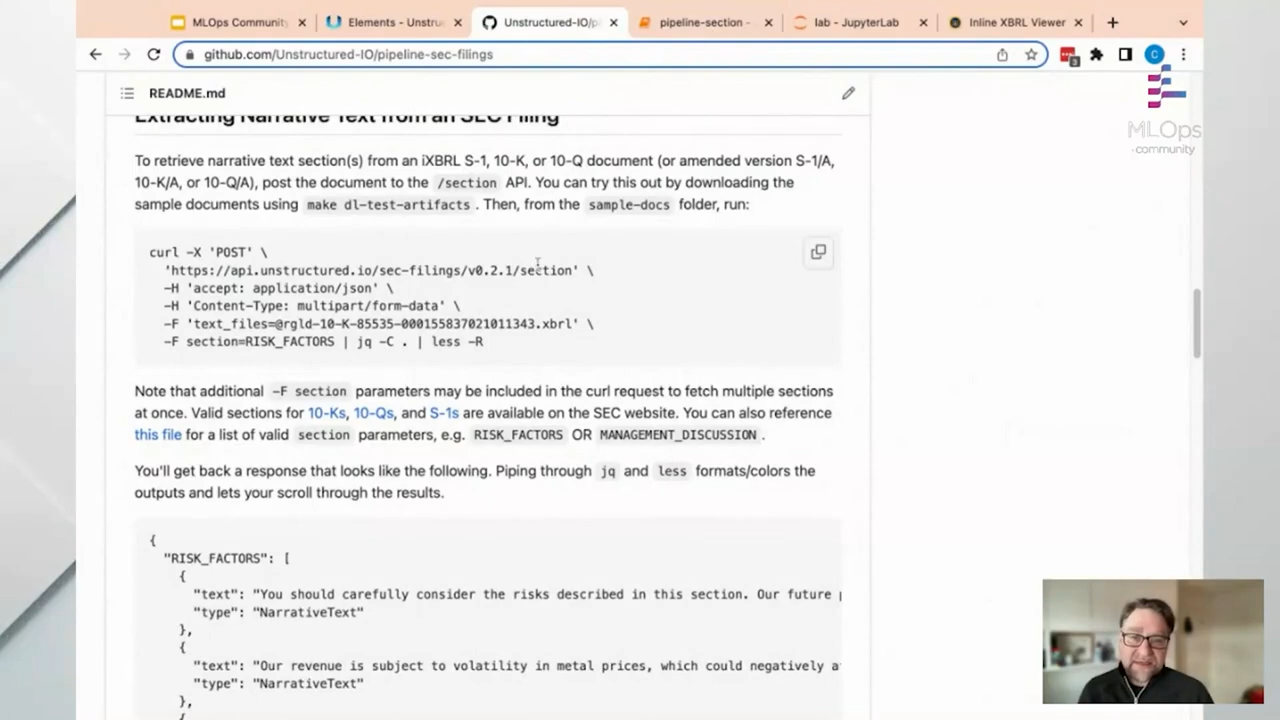 MLOps Community
Elements - Unstru
Unstructured-IO/pi
pipeline-section -
lab - JupyterLab
Inline XBRL Viewer
github.com/Unstructured-IO/pipeline-sec-filings
3
C
MLOps
.community
README.md
Extracting Narrative Text from an SEC Filing
To retrieve narrative text section(s) from an iXBRL S-1, 10-K, or 10-Q document (or amended version S-1/A,
10-K/A, or 10-Q/A), post the document to the /section API. You can try this out by downloading the
sample documents using make dl-test-artifacts . Then, from the sample-docs folder, run:
curl -X 'POST' \
'https://api.unstructured.io/sec-filings/v0.2.1/section' \
-H 'accept: application/json' \
-H 'Content-Type: multipart/form-data' \
-F 'text_files=@rgld-10-K-85535-000155837021011343.xbrl' \
-F section=RISK_FACTORS | jq -C . | less -R
Note that additional -F section parameters may be included in the curl request to fetch multiple sections
at once. Valid sections for 10-Ks, 10-Qs, and S-1s are available on the SEC website. You can also reference
this file for a list of valid section parameters, e.g. RISK_FACTORS OR MANAGEMENT_DISCUSSION .
You'll get back a response that looks like the following. Piping through jq and less formats/colors the
outputs and lets your scroll through the results.
{
"RISK_FACTORS": [
{
"text": "You should carefully consider the risks described in this section. Our future p
"type": "NarrativeText"
},
{
"text": "Our revenue is subject to volatility in metal prices, which could negatively a
"type": "NarrativeText"
},
{